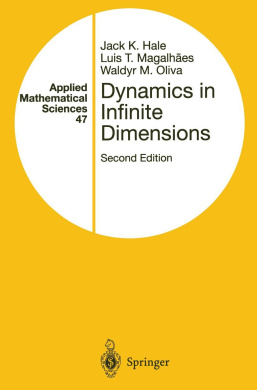 Jack K. Hale
Luis T. Magalhães
Waldyr M. Oliva
Applied
Mathematical
Sciences
47
Dynamics in
Infinite
Dimensions
Second Edition
Springer